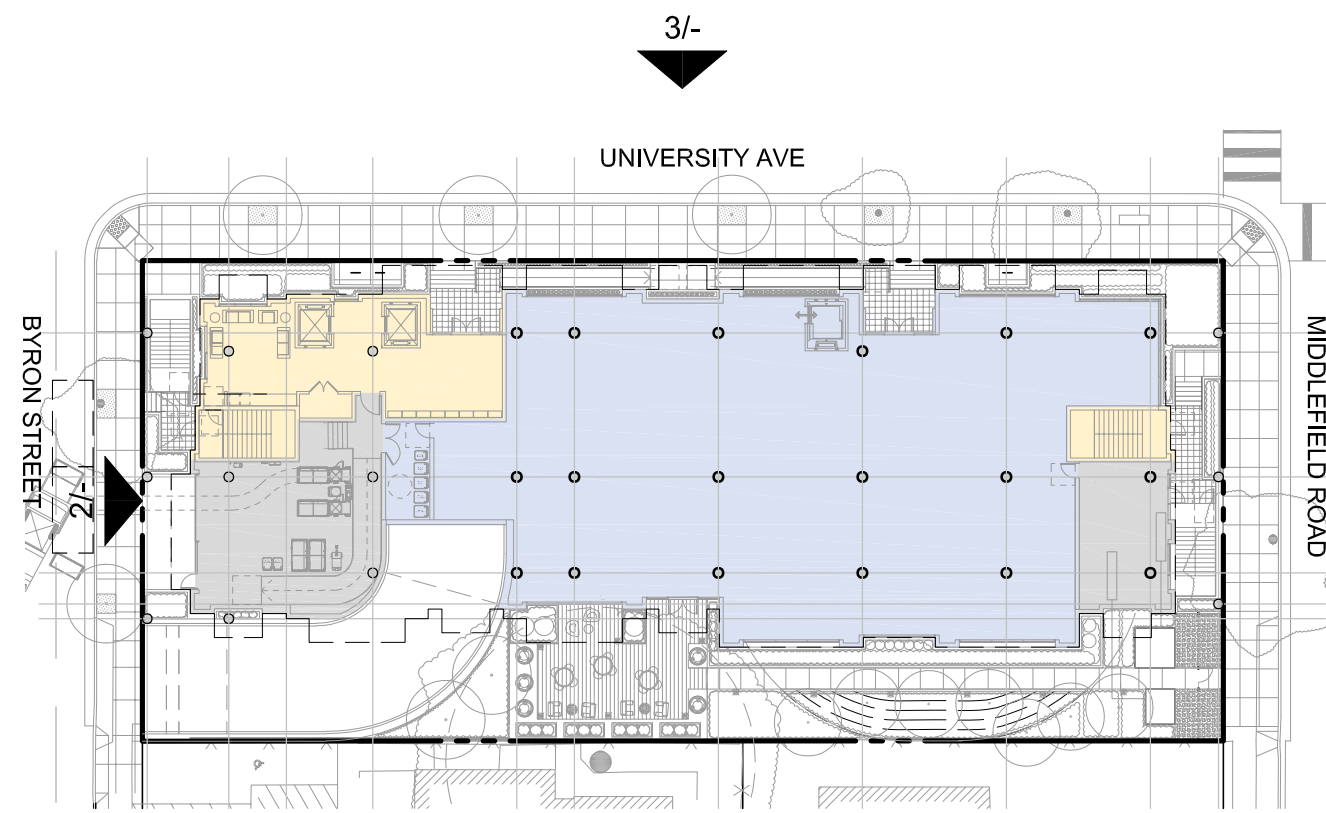 3/-
UNIVERSITY AVE
BYRON STREET
2/-
MIDDLEFIELD ROAD